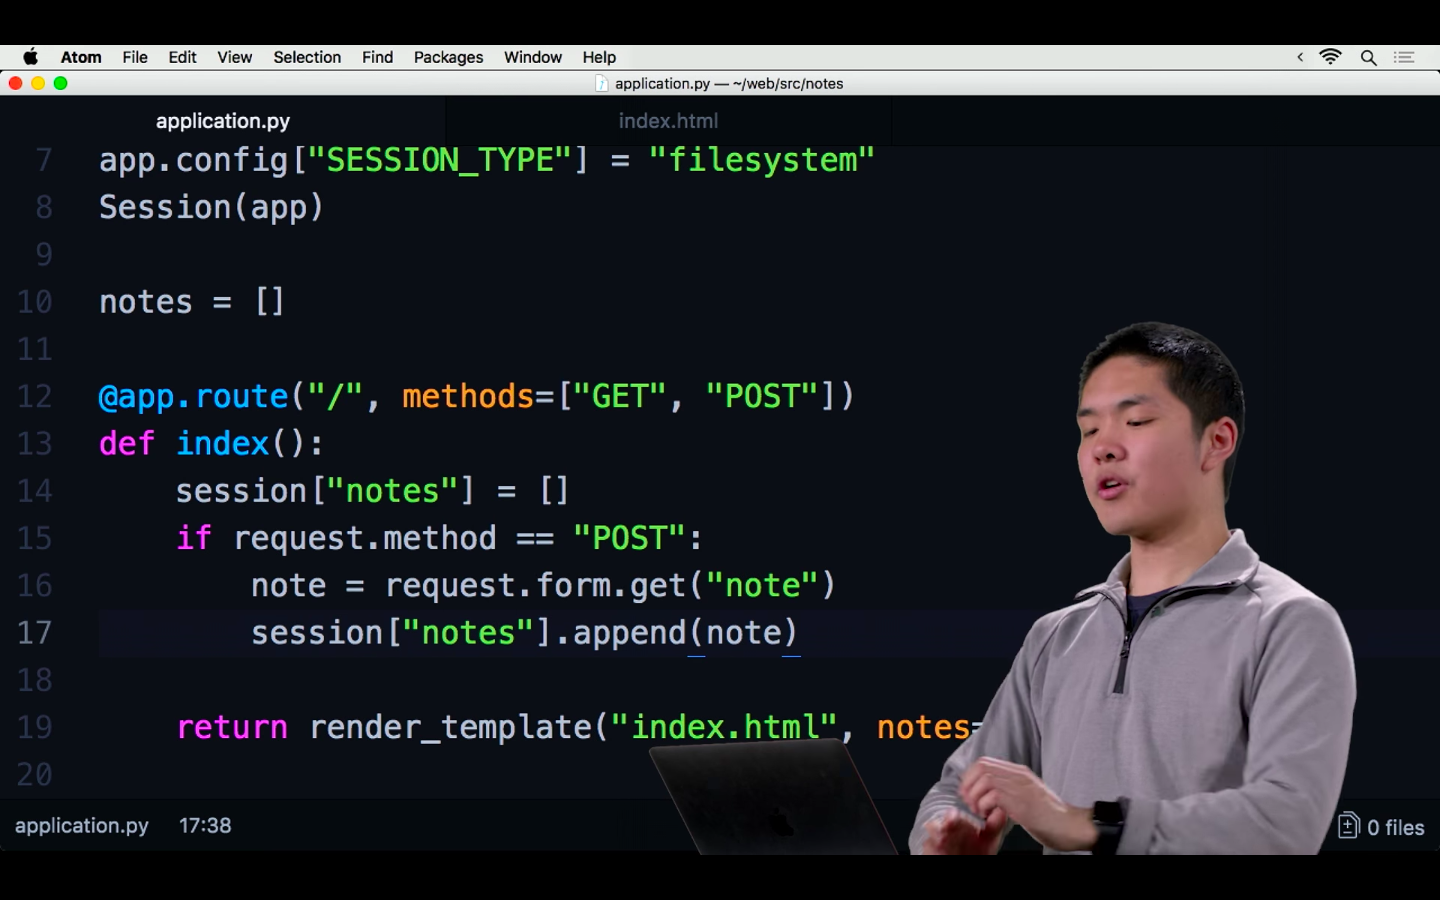 Atom File Edit View Selection Find Packages Window Help
application.py — ~/web/src/notes
application.py index.html
7 app.config["SESSION_TYPE"] = "filesystem"
8 Session(app)
9
10 notes = []
11
12 @app.route("/", methods=["GET", "POST"])
13 def index():
14 session["notes"] = []
15 if request.method == "POST":
16 note = request.form.get("note")
17 session["notes"].append(note)
18
19 return render_template("index.html", notes=
20
application.py 17:38 0 files